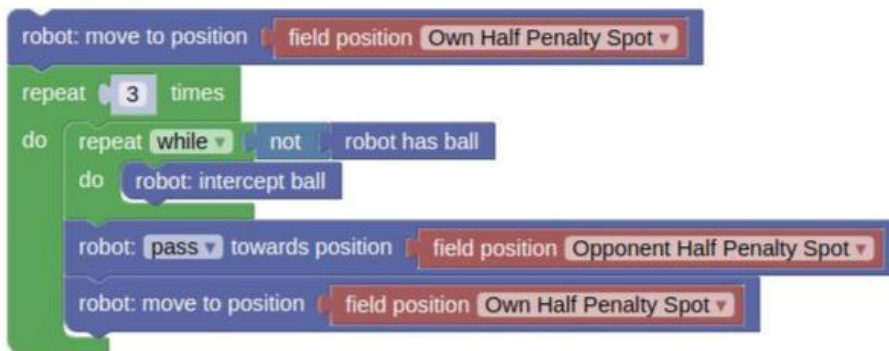 robot: move to position field position Own Half Penalty Spot
repeat 3 times
do repeat while not robot has ball
do robot: intercept ball
robot: pass towards position field position Opponent Half Penalty Spot
robot: move to position field position Own Half Penalty Spot